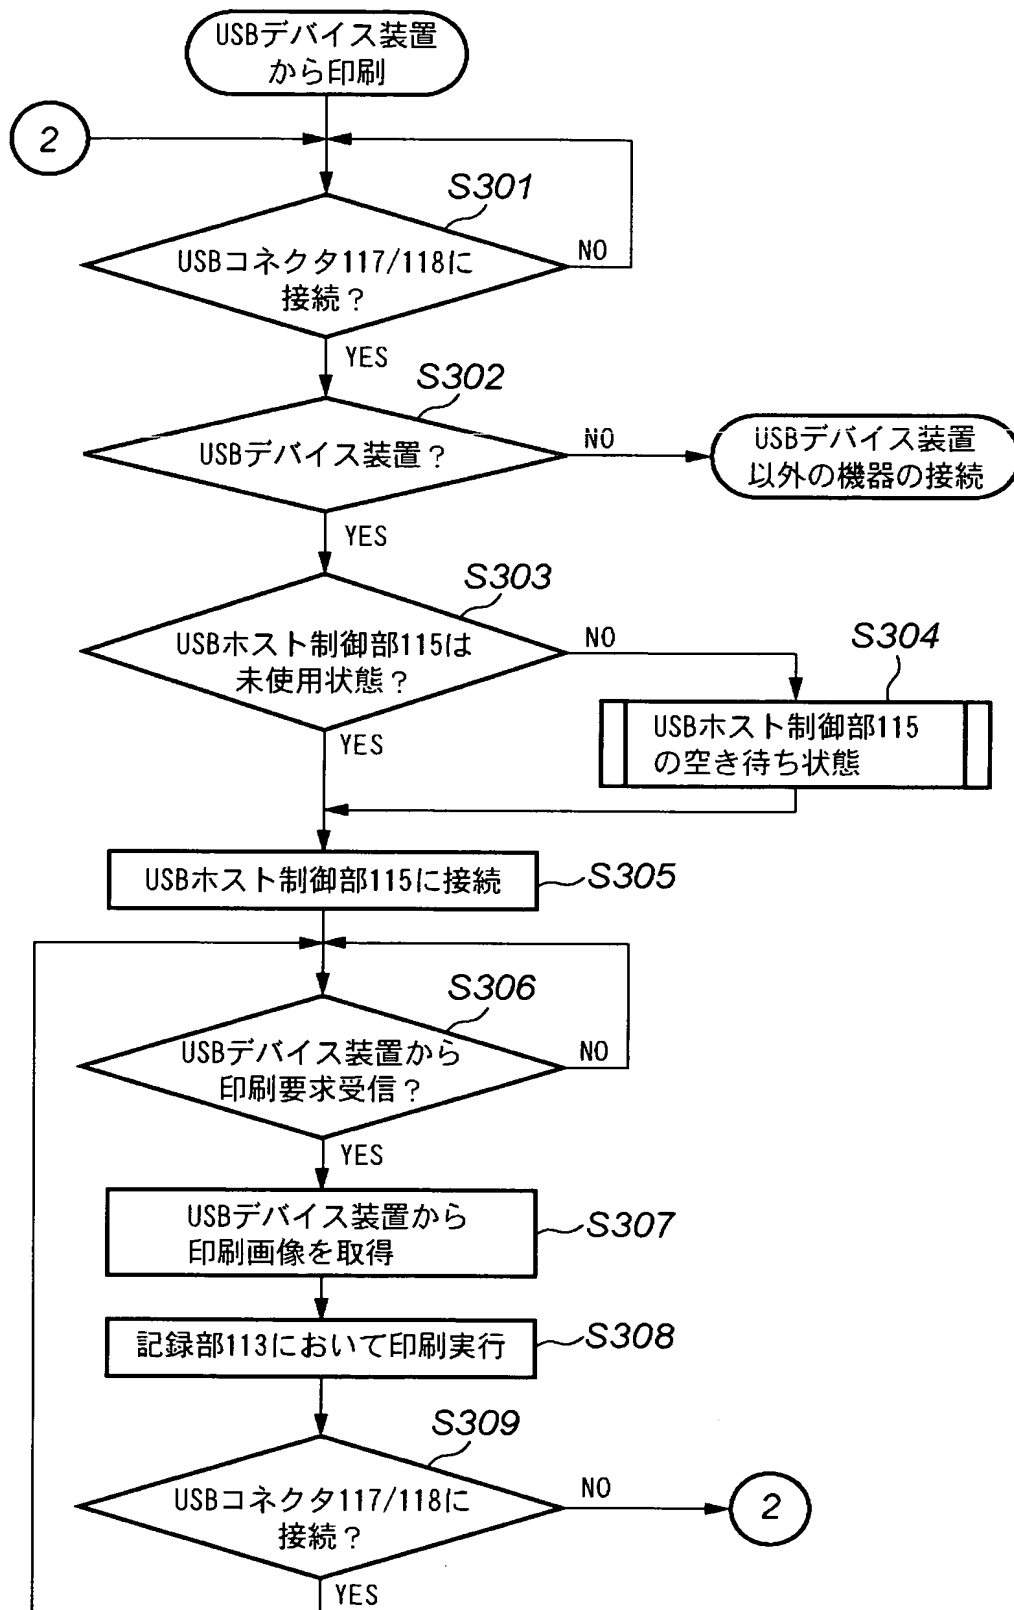 USBデバイス装置
から印刷
2
S301
USBコネクタ117/118に
接続？
NO
YES
S302
USBデバイス装置？
NO
USBデバイス装置
以外の機器の接続
YES
S303
USBホスト制御部115は
未使用状態？
NO
S304
USBホスト制御部115
の空き待ち状態
YES
USBホスト制御部115に接続
S305
S306
USBデバイス装置から
印刷要求受信？
NO
YES
USBデバイス装置から
印刷画像を取得
S307
記録部113において印刷実行
S308
S309
USBコネクタ117/118に
接続？
NO
2
YES